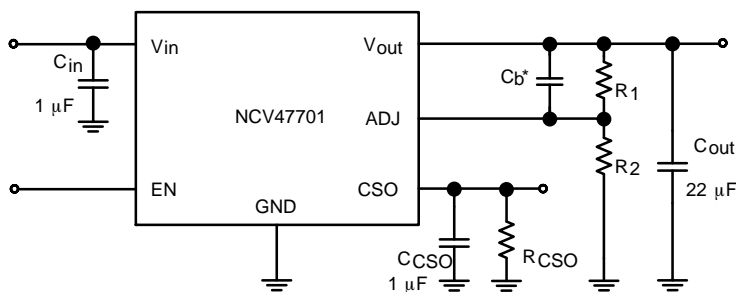 Vin
Vout
Cin
1 μF
Cb*
R1
NCV47701
ADJ
R2
Cout
22 μF
EN
CSO
GND
CCSO
1 μF
RCSO